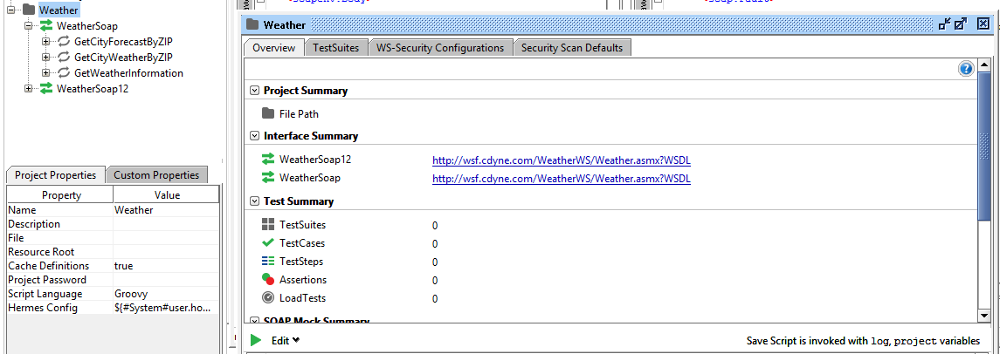 <soapenv:Body>
<soap:Fault>
Weather
WeatherSoap
GetCityForecastByZIP
GetCityWeatherByZIP
GetWeatherInformation
WeatherSoap12
Project Properties Custom Properties
Property Value
Name Weather
Description
File
Resource Root
Cache Definitions true
Project Password
Script Language Groovy
Hermes Config ${#System#user.ho...
Weather
Overview TestSuites WS-Security Configurations Security Scan Defaults
Project Summary
File Path
Interface Summary
WeatherSoap12 http://wsf.cdyne.com/WeatherWS/Weather.asmx?WSDL
WeatherSoap http://wsf.cdyne.com/WeatherWS/Weather.asmx?WSDL
Test Summary
TestSuites 0
TestCases 0
TestSteps 0
Assertions 0
LoadTests 0
SOAP Mock Summary
Edit Save Script is invoked with log, project variables